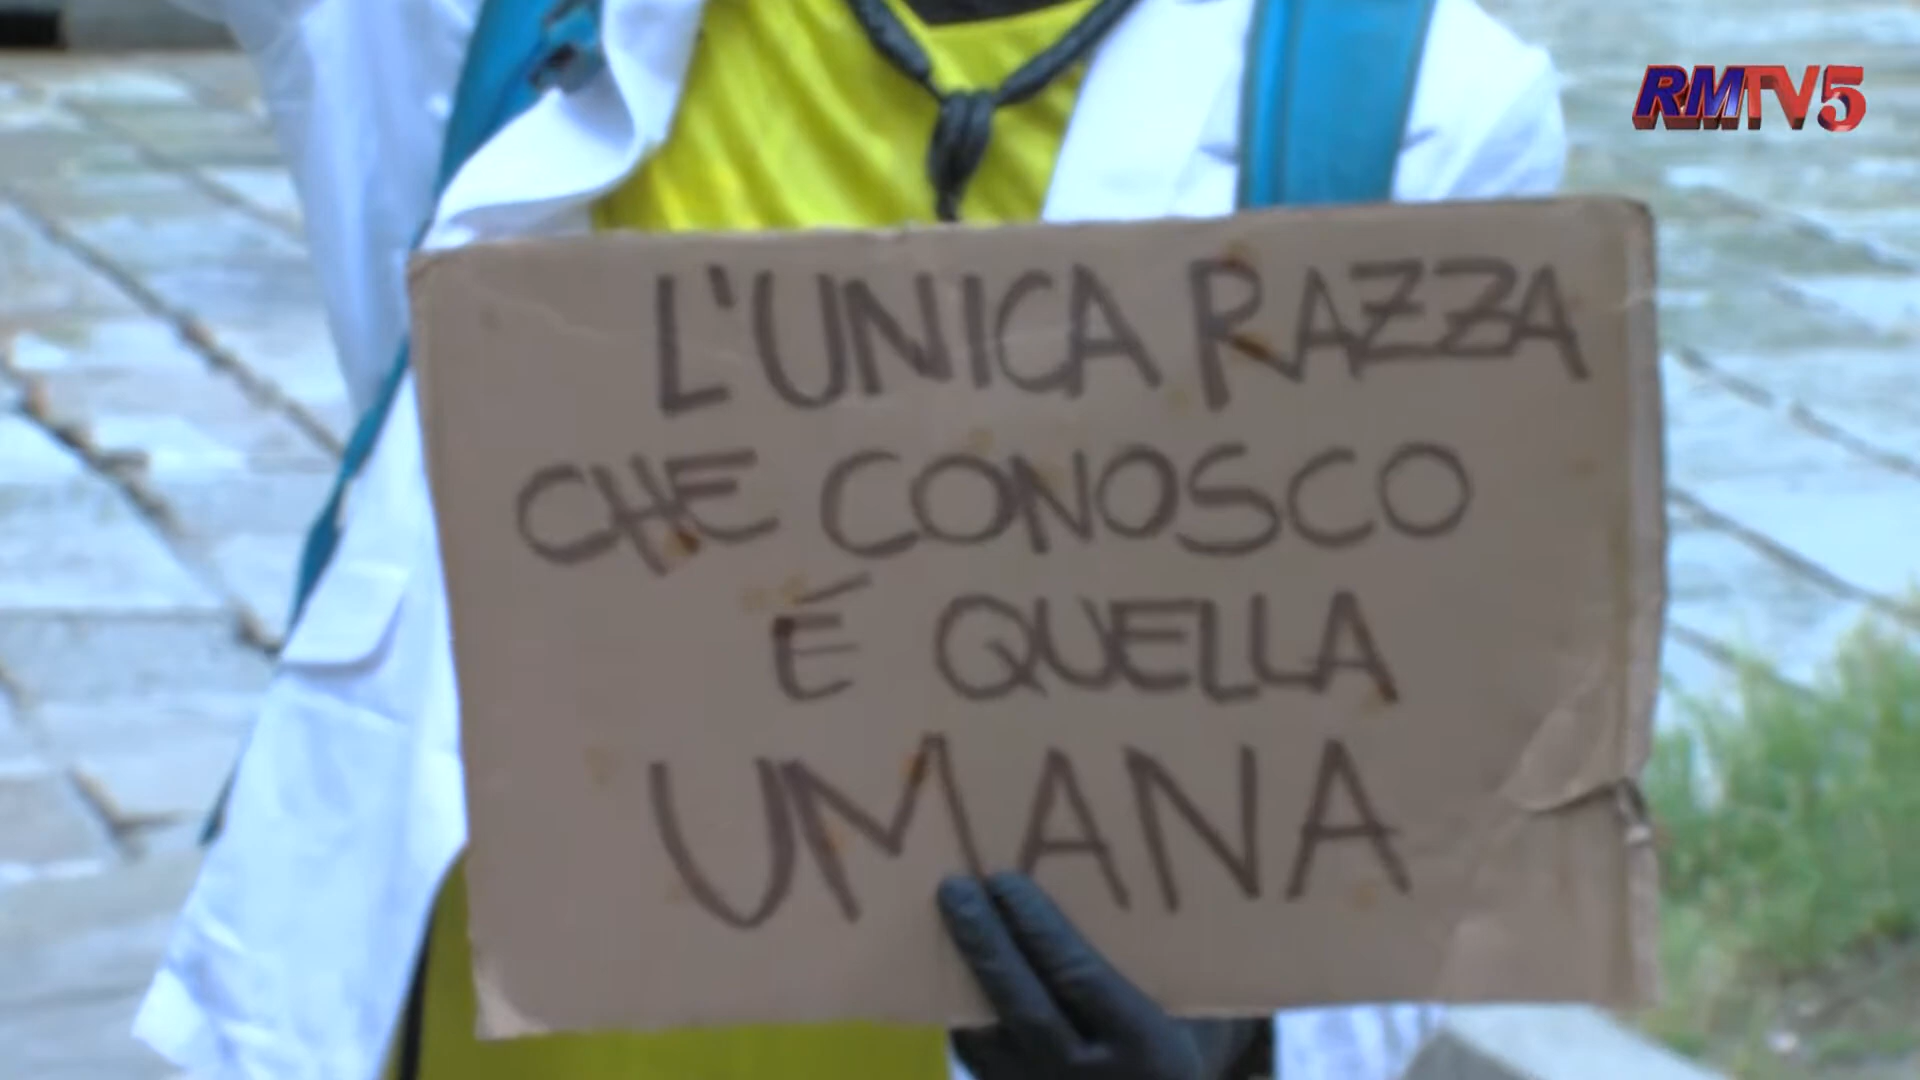 RMTV5
L'UNICA RAZZA
CHE CONOSCO
É QUELLA
UMANA